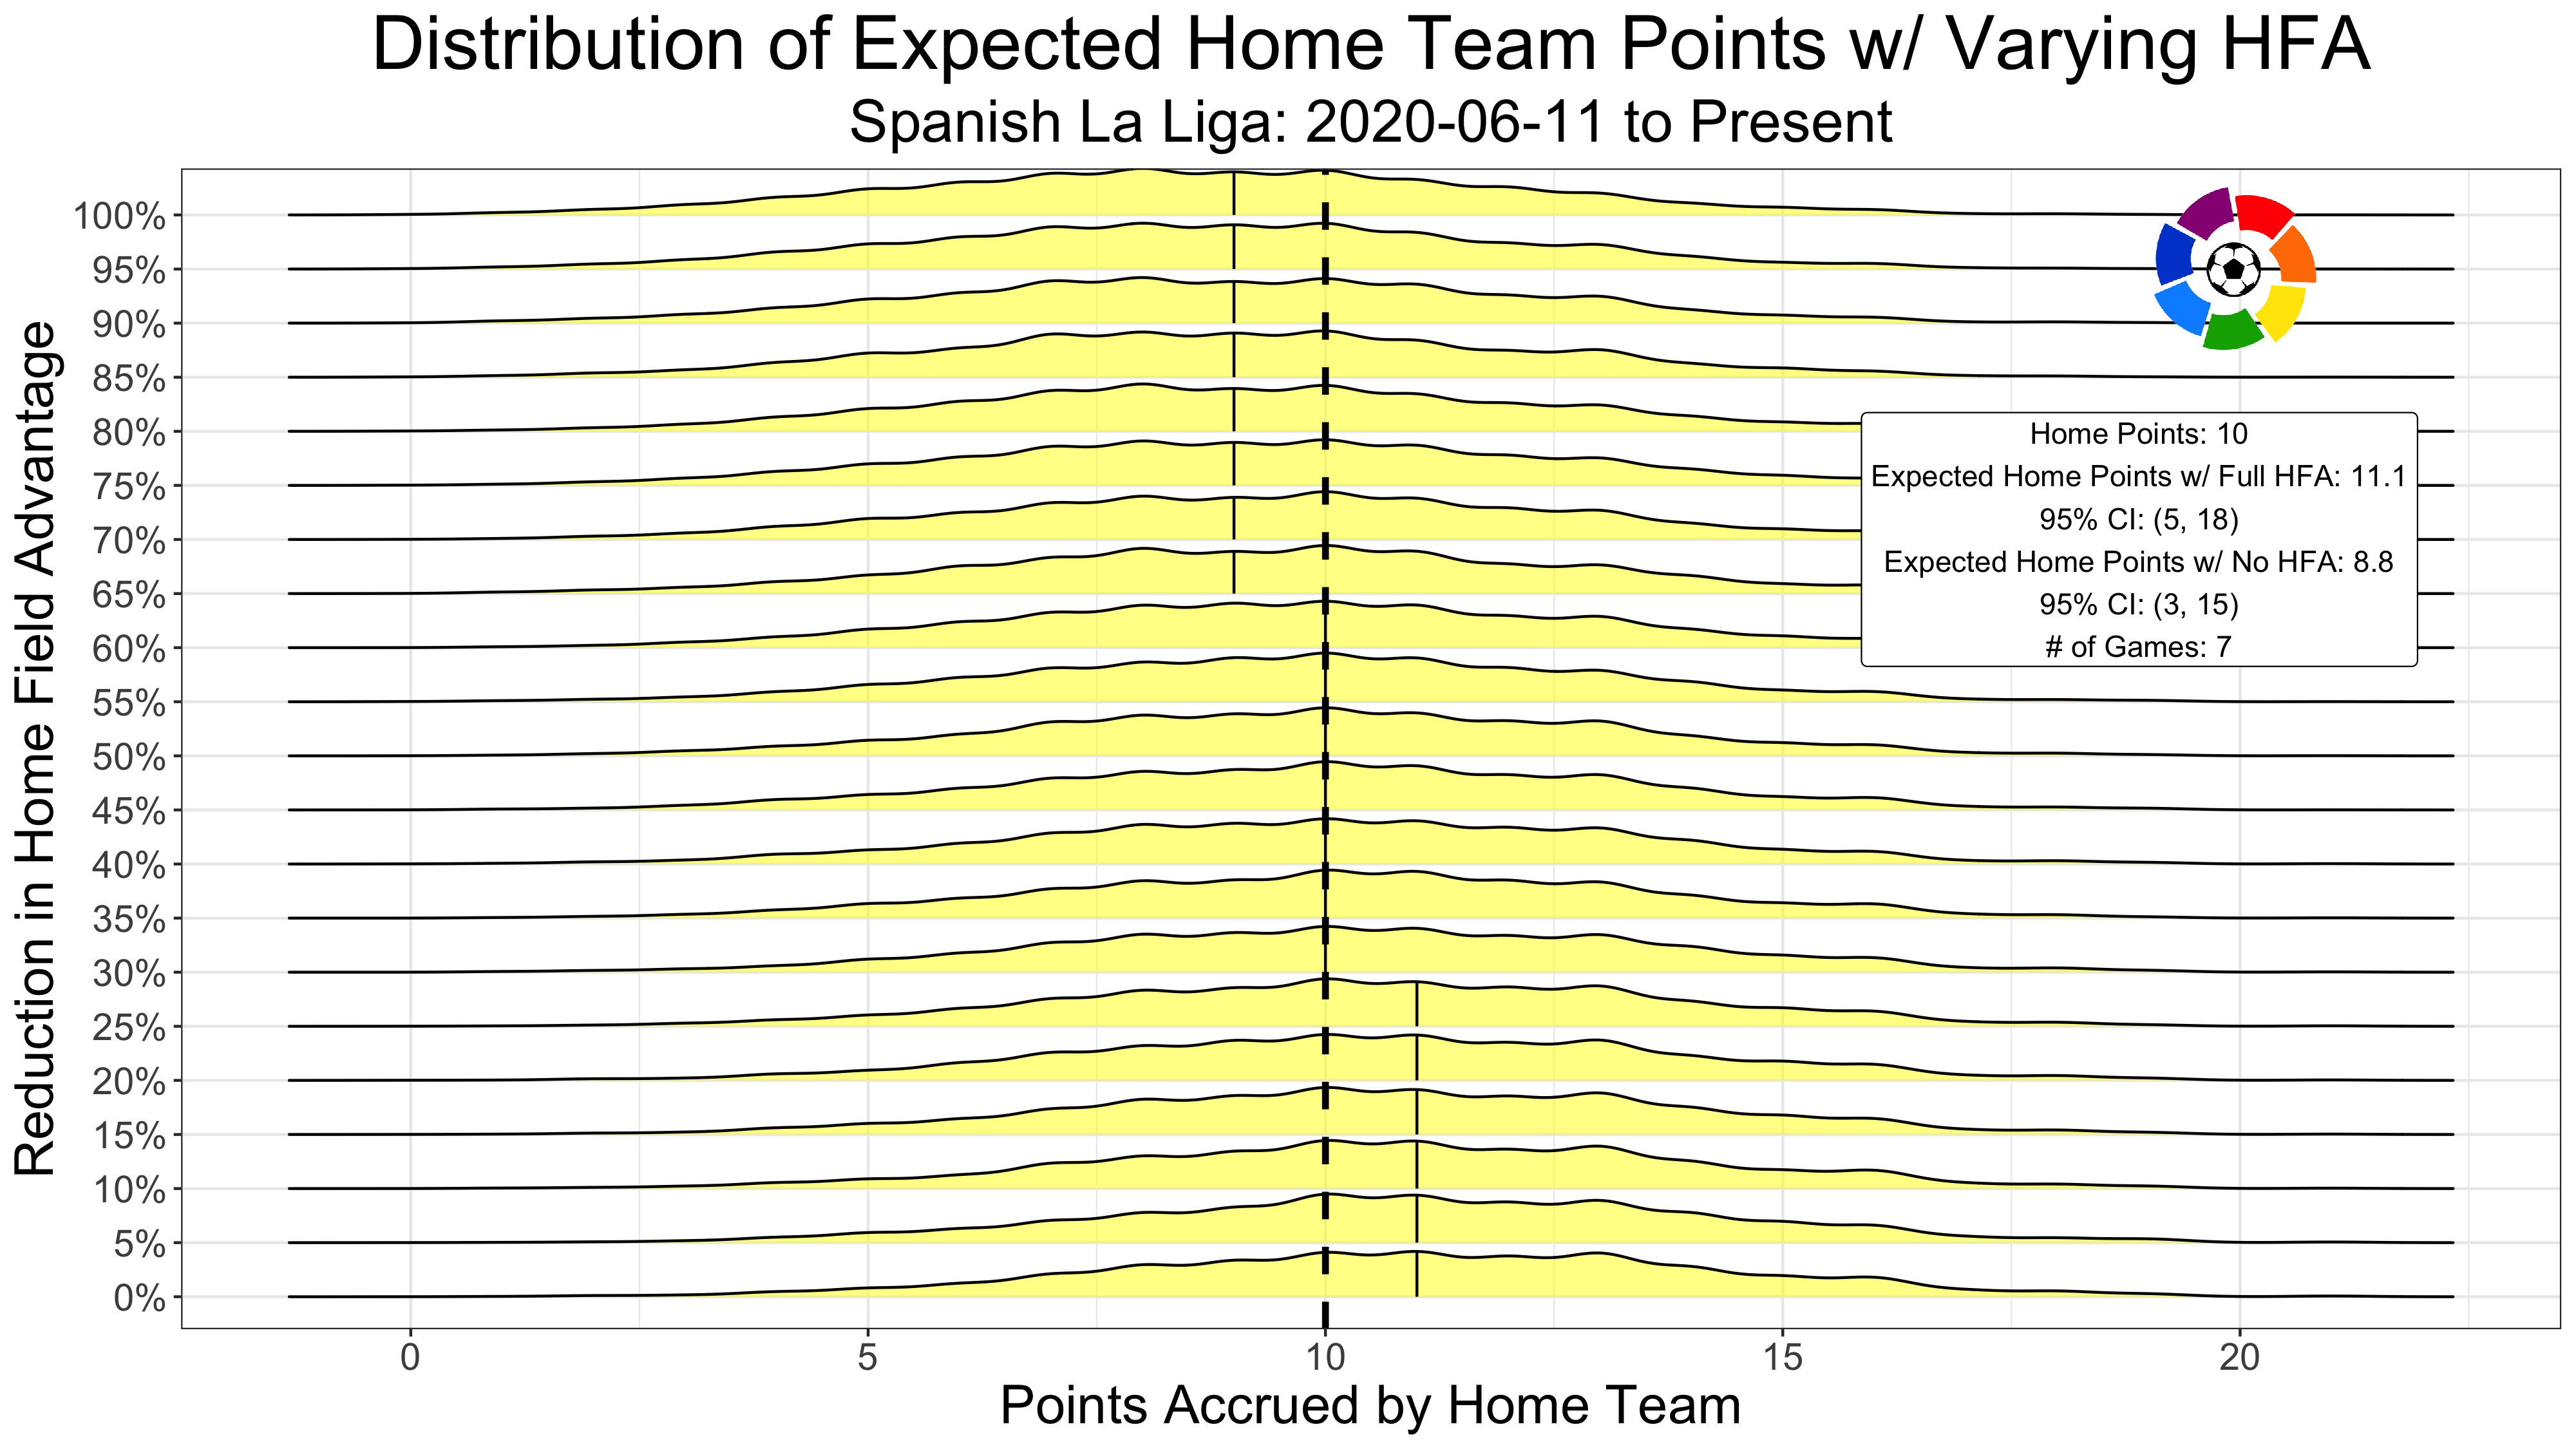 Distribution of Expected Home Team Points w/ Varying HFA
Spanish La Liga: 2020-06-11 to Present
Reduction in Home Field Advantage
100%
95%
90%
85%
80%
75%
70%
65%
60%
55%
50%
45%
40%
35%
30%
25%
20%
15%
10%
5%
0%
Home Points: 10
Expected Home Points w/ Full HFA: 11.1
95% CI: (5, 18)
Expected Home Points w/ No HFA: 8.8
95% CI: (3, 15)
# of Games: 7
0 5 10 15 20
Points Accrued by Home Team